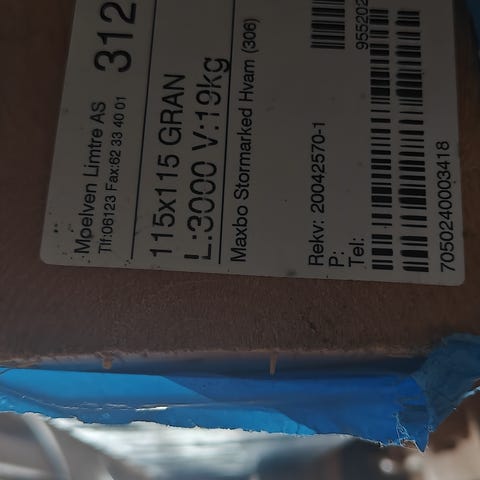 Moelven Limtre AS
Tlf:06123 Fax:62 33 40 01
312
115x115 GRAN
L:3000 V:19kg
Maxbo Stormarked Hvam (306)
Rekv: 20042570-1
P:
Tel:
955202
7050240003418